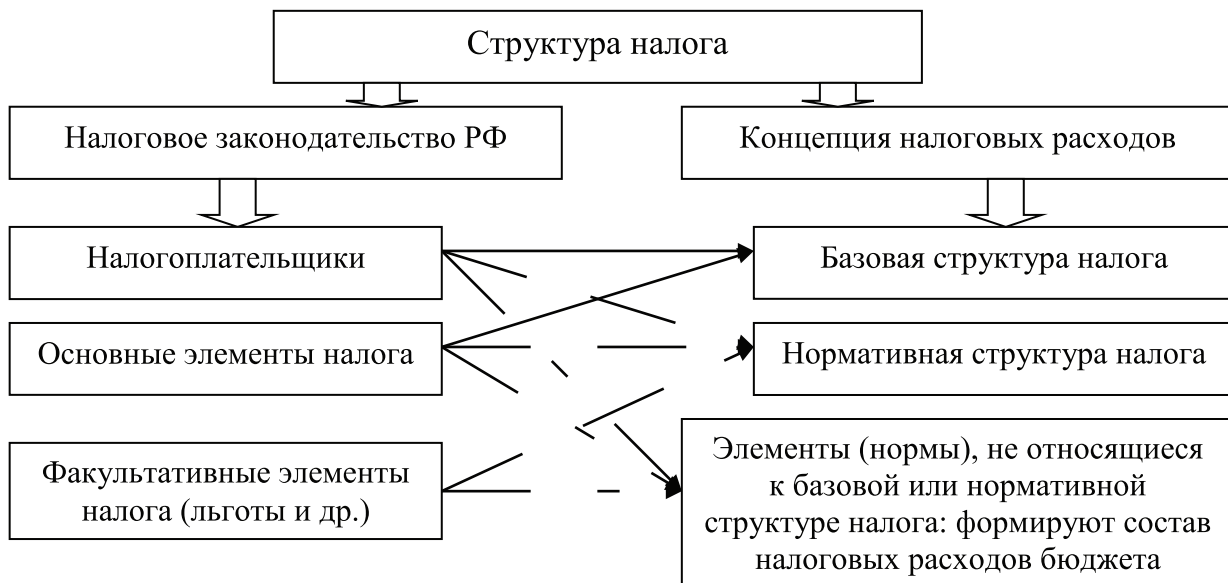 Структура налога
Налоговое законодательство РФ
Концепция налоговых расходов
Налогоплательщики
Базовая структура налога
Основные элементы налога
Нормативная структура налога
Факультативные элементы
налога (льготы и др.)
Элементы (нормы), не относящиеся
к базовой или нормативной
структуре налога: формируют состав
налоговых расходов бюджета